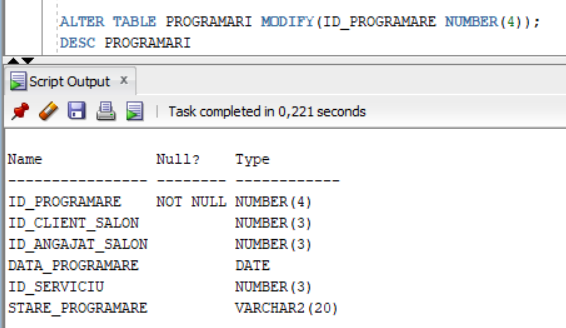 ALTER TABLE PROGRAMARI MODIFY(ID_PROGRAMARE NUMBER(4));
DESC PROGRAMARI
Script Output x
Task completed in 0,221 seconds
Name Null? Type
---------------- -------- ------------
ID_PROGRAMARE NOT NULL NUMBER(4)
ID_CLIENT_SALON NUMBER(3)
ID_ANGAJAT_SALON NUMBER(3)
DATA_PROGRAMARE DATE
ID_SERVICIU NUMBER(3)
STARE_PROGRAMARE VARCHAR2(20)